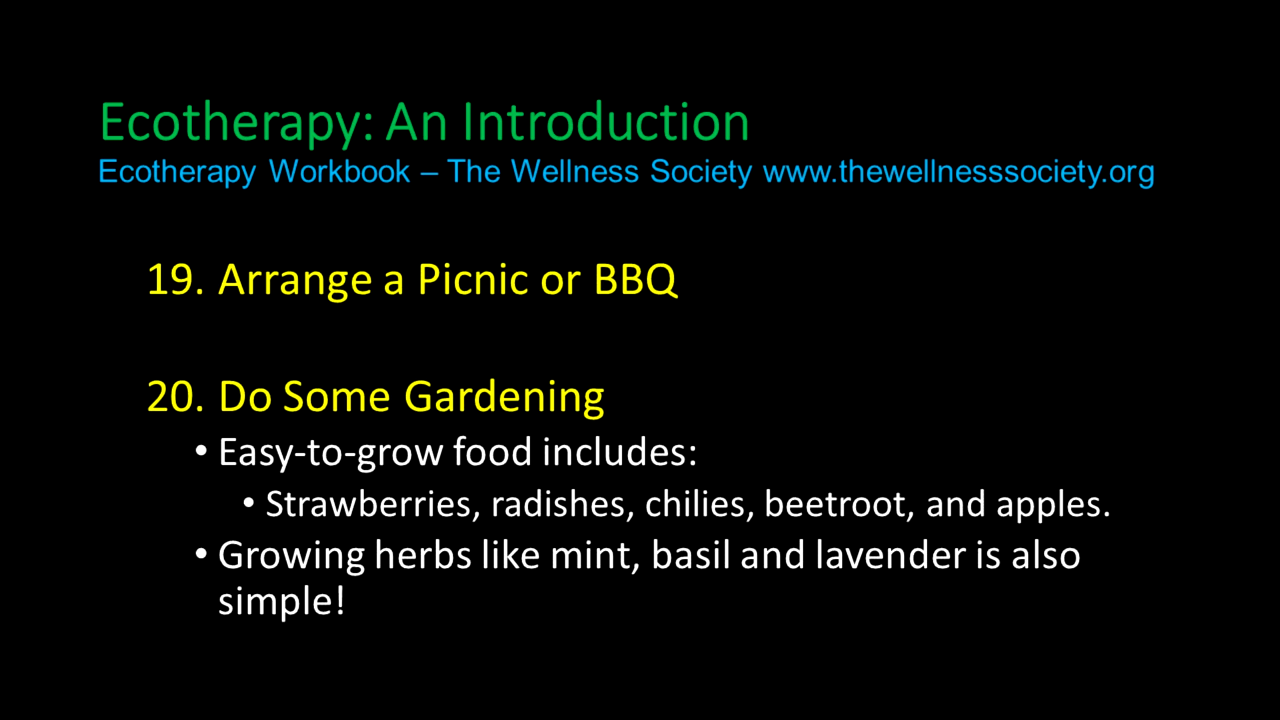 Ecotherapy: An Introduction
Ecotherapy Workbook – The Wellness Society www.thewellnesssociety.org
19. Arrange a Picnic or BBQ
20. Do Some Gardening
• Easy-to-grow food includes:
• Strawberries, radishes, chilies, beetroot, and apples.
• Growing herbs like mint, basil and lavender is also
simple!